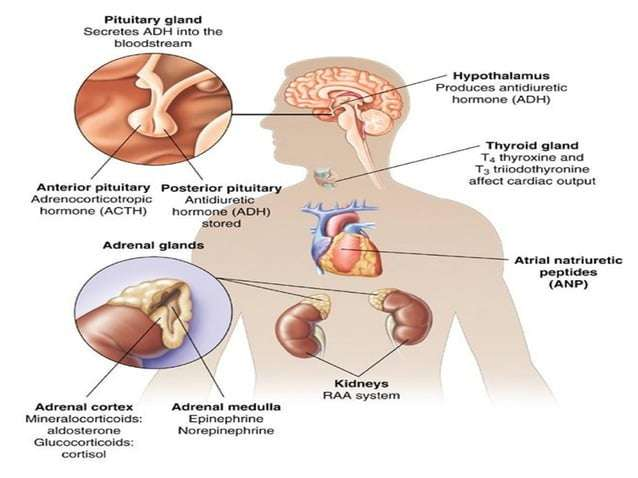 Pituitary gland
Secretes ADH into the
bloodstream
Hypothalamus
Produces antidiuretic
hormone (ADH)
Thyroid gland
T4 thyroxine and
T3 triiodothyronine
affect cardiac output
Anterior pituitary
Adrenocorticotropic
hormone (ACTH)
Posterior pituitary
Antidiuretic
hormone (ADH)
stored
Adrenal glands
Atrial natriuretic
peptides
(ANP)
Kidneys
RAA system
Adrenal cortex
Mineralocorticoids:
aldosterone
Glucocorticoids:
cortisol
Adrenal medulla
Epinephrine
Norepinephrine